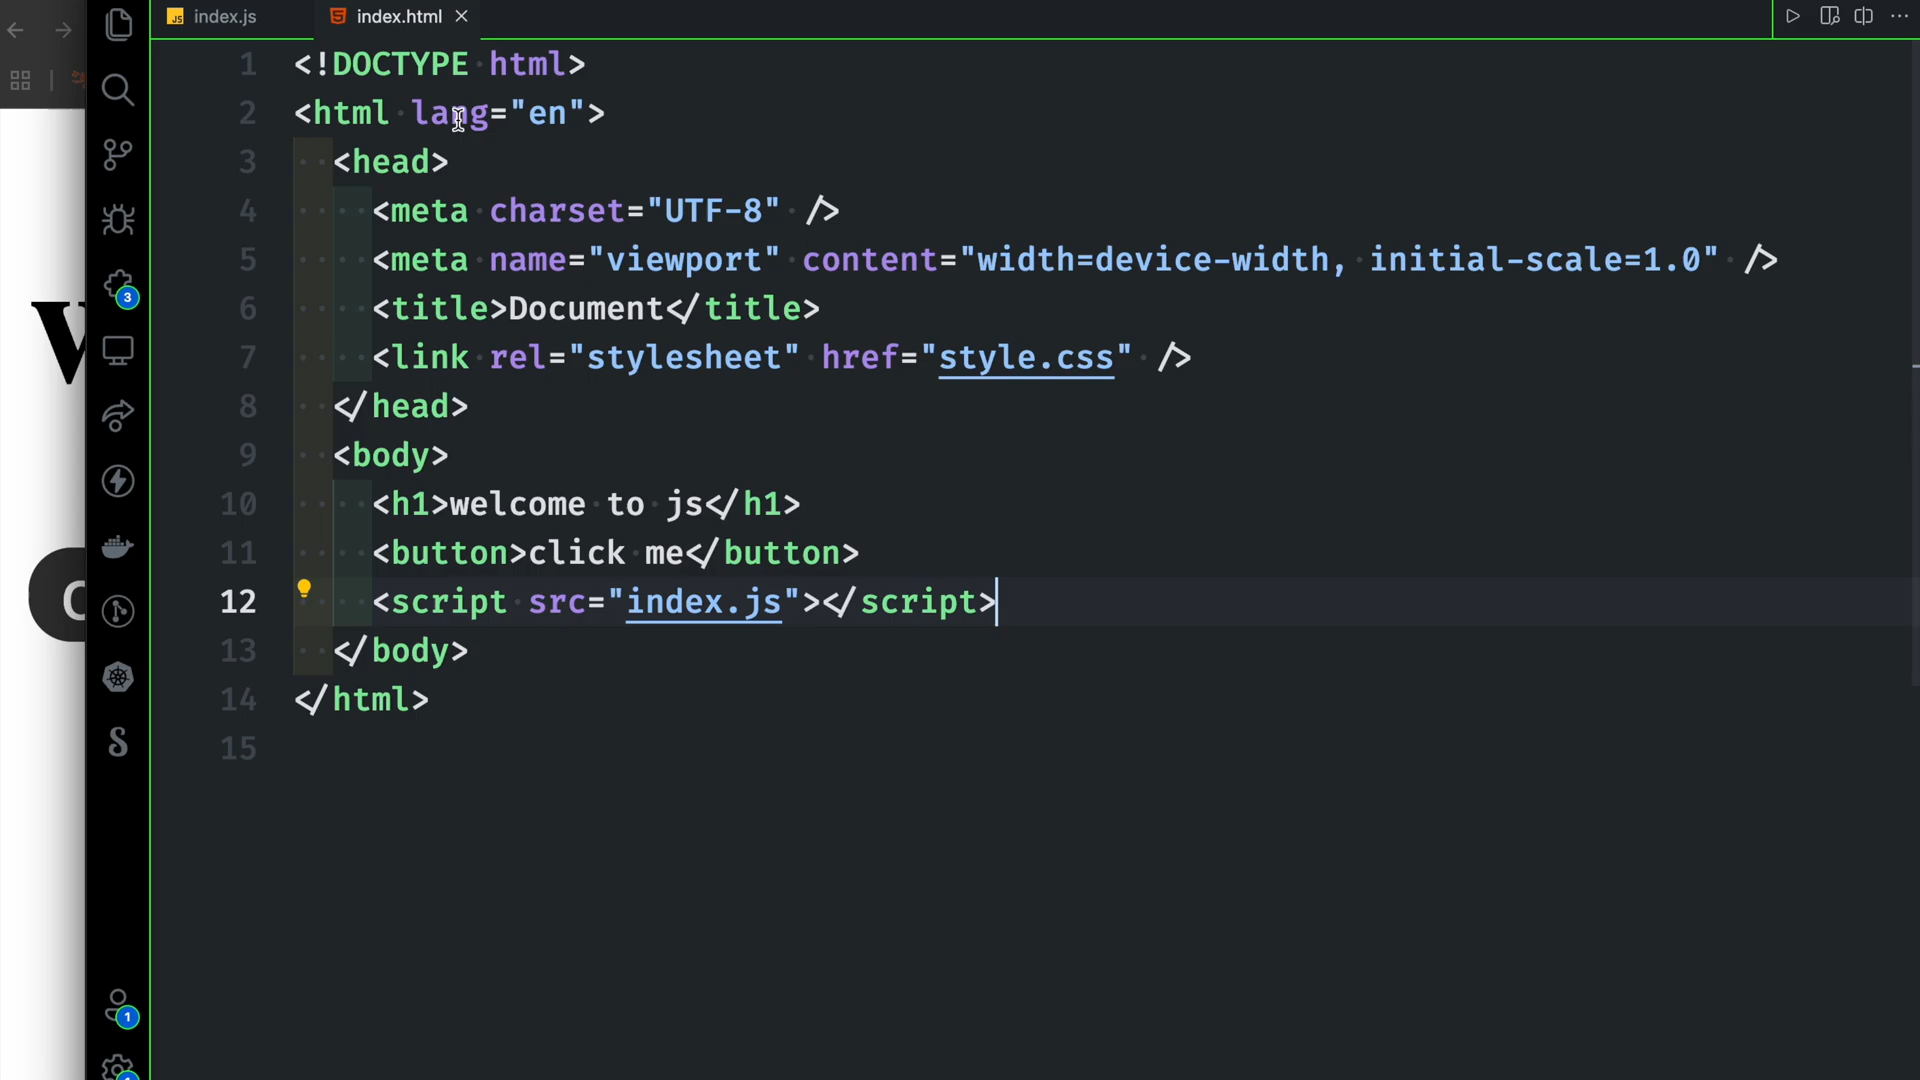 index.js
index.html
1 <!DOCTYPE html>
2 <html lang="en">
3 <head>
4 <meta charset="UTF-8" />
5 <meta name="viewport" content="width=device-width, initial-scale=1.0" />
6 <title>Document</title>
7 <link rel="stylesheet" href="style.css" />
8 </head>
9 <body>
10 <h1>welcome to js</h1>
11 <button>click me</button>
12 <script src="index.js"></script>
13 </body>
14 </html>
15
3
1